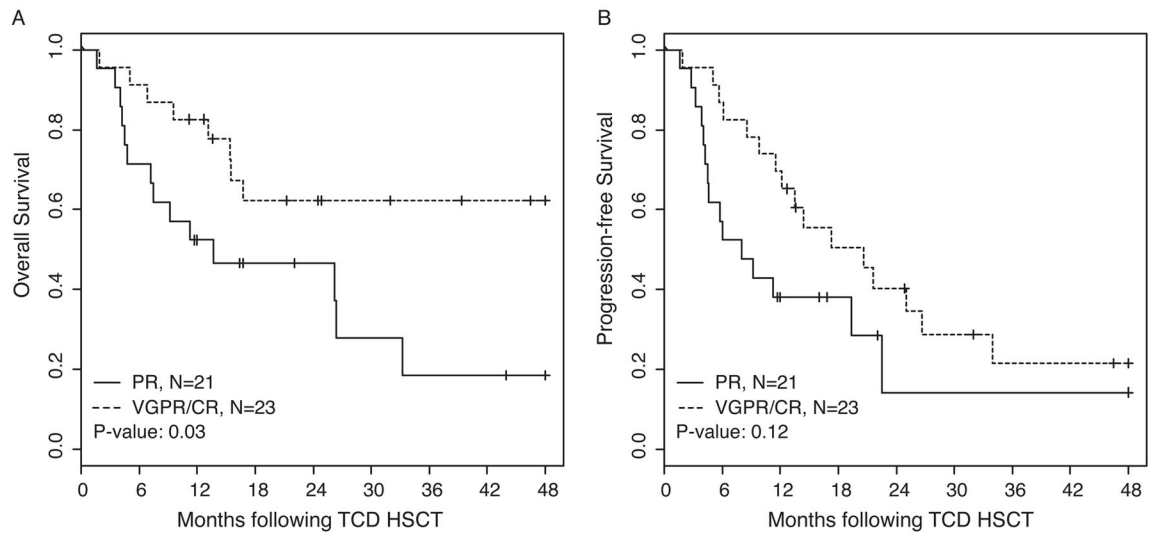 A
Overall Survival
1.0
0.8
0.6
0.4
0.2
0.0
PR, N=21
VGPR/CR, N=23
P-value: 0.03
0 6 12 18 24 30 36 42 48
Months following TCD HSCT
B
Progression-free Survival
1.0
0.8
0.6
0.4
0.2
0.0
PR, N=21
VGPR/CR, N=23
P-value: 0.12
0 6 12 18 24 30 36 42 48
Months following TCD HSCT